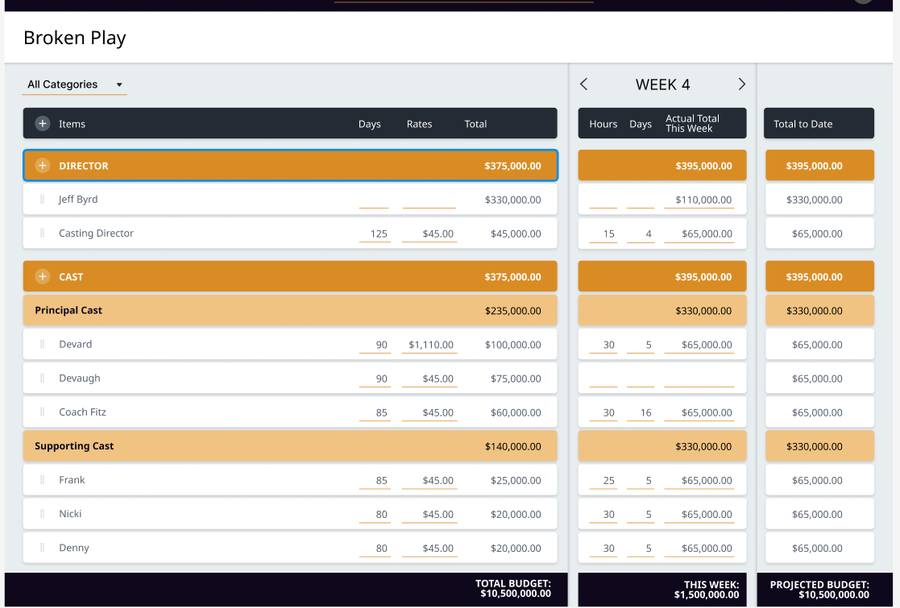 Broken Play
All Categories
WEEK 4
Items Days Rates Total Hours Days Actual Total This Week Total to Date
DIRECTOR $375,000.00 $395,000.00 $395,000.00
Jeff Byrd $330,000.00 $110,000.00 $330,000.00
Casting Director 125 $45.00 $45,000.00 15 4 $65,000.00 $65,000.00
CAST $375,000.00 $395,000.00 $395,000.00
Principal Cast $235,000.00 $330,000.00 $330,000.00
Devard 90 $1,110.00 $100,000.00 30 5 $65,000.00 $65,000.00
Devaugh 90 $45.00 $75,000.00 $65,000.00
Coach Fitz 85 $45.00 $60,000.00 30 16 $65,000.00 $65,000.00
Supporting Cast $140,000.00 $330,000.00 $330,000.00
Frank 85 $45.00 $25,000.00 25 5 $65,000.00 $65,000.00
Nicki 80 $45.00 $20,000.00 30 5 $65,000.00 $65,000.00
Denny 80 $45.00 $20,000.00 30 5 $65,000.00 $65,000.00
TOTAL BUDGET: THIS WEEK: PROJECTED BUDGET:
$10,500,000.00 $1,500,000.00 $10,500,000.00